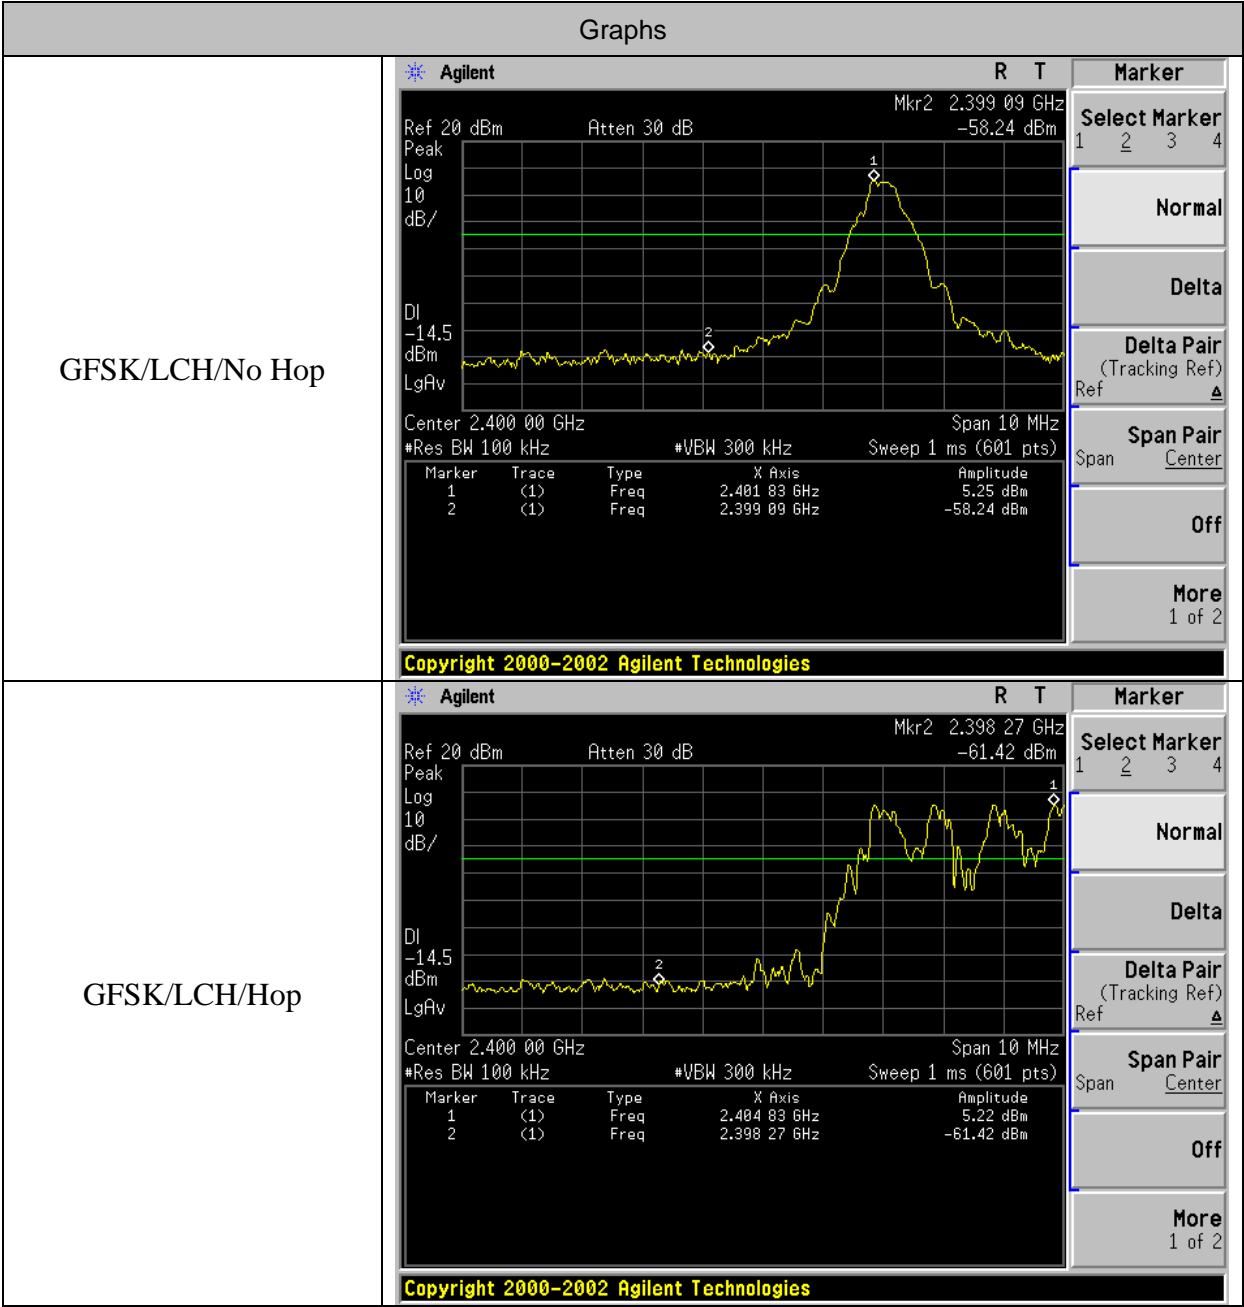 Graphs
GFSK/LCH/No Hop
Agilent R T Marker
Mkr2 2.399 09 GHz
Ref 20 dBm Atten 30 dB -58.24 dBm
Peak
Log
10
dB/
1
2
DI
-14.5
dBm
LgAv
Center 2.400 00 GHz Span 10 MHz
#Res BW 100 kHz #VBW 300 kHz Sweep 1 ms (601 pts)
Marker Trace Type X Axis Amplitude
1 (1) Freq 2.401 83 GHz 5.25 dBm
2 (1) Freq 2.399 09 GHz -58.24 dBm
Select Marker
1 2 3 4
Normal
Delta
Delta Pair
(Tracking Ref)
Ref Δ
Span Pair
Span Center
Off
More
1 of 2
Copyright 2000-2002 Agilent Technologies
GFSK/LCH/Hop
Agilent R T Marker
Mkr2 2.398 27 GHz
Ref 20 dBm Atten 30 dB -61.42 dBm
Peak
Log
10
dB/
1
2
DI
-14.5
dBm
LgAv
Center 2.400 00 GHz Span 10 MHz
#Res BW 100 kHz #VBW 300 kHz Sweep 1 ms (601 pts)
Marker Trace Type X Axis Amplitude
1 (1) Freq 2.404 83 GHz 5.22 dBm
2 (1) Freq 2.398 27 GHz -61.42 dBm
Select Marker
1 2 3 4
Normal
Delta
Delta Pair
(Tracking Ref)
Ref Δ
Span Pair
Span Center
Off
More
1 of 2
Copyright 2000-2002 Agilent Technologies